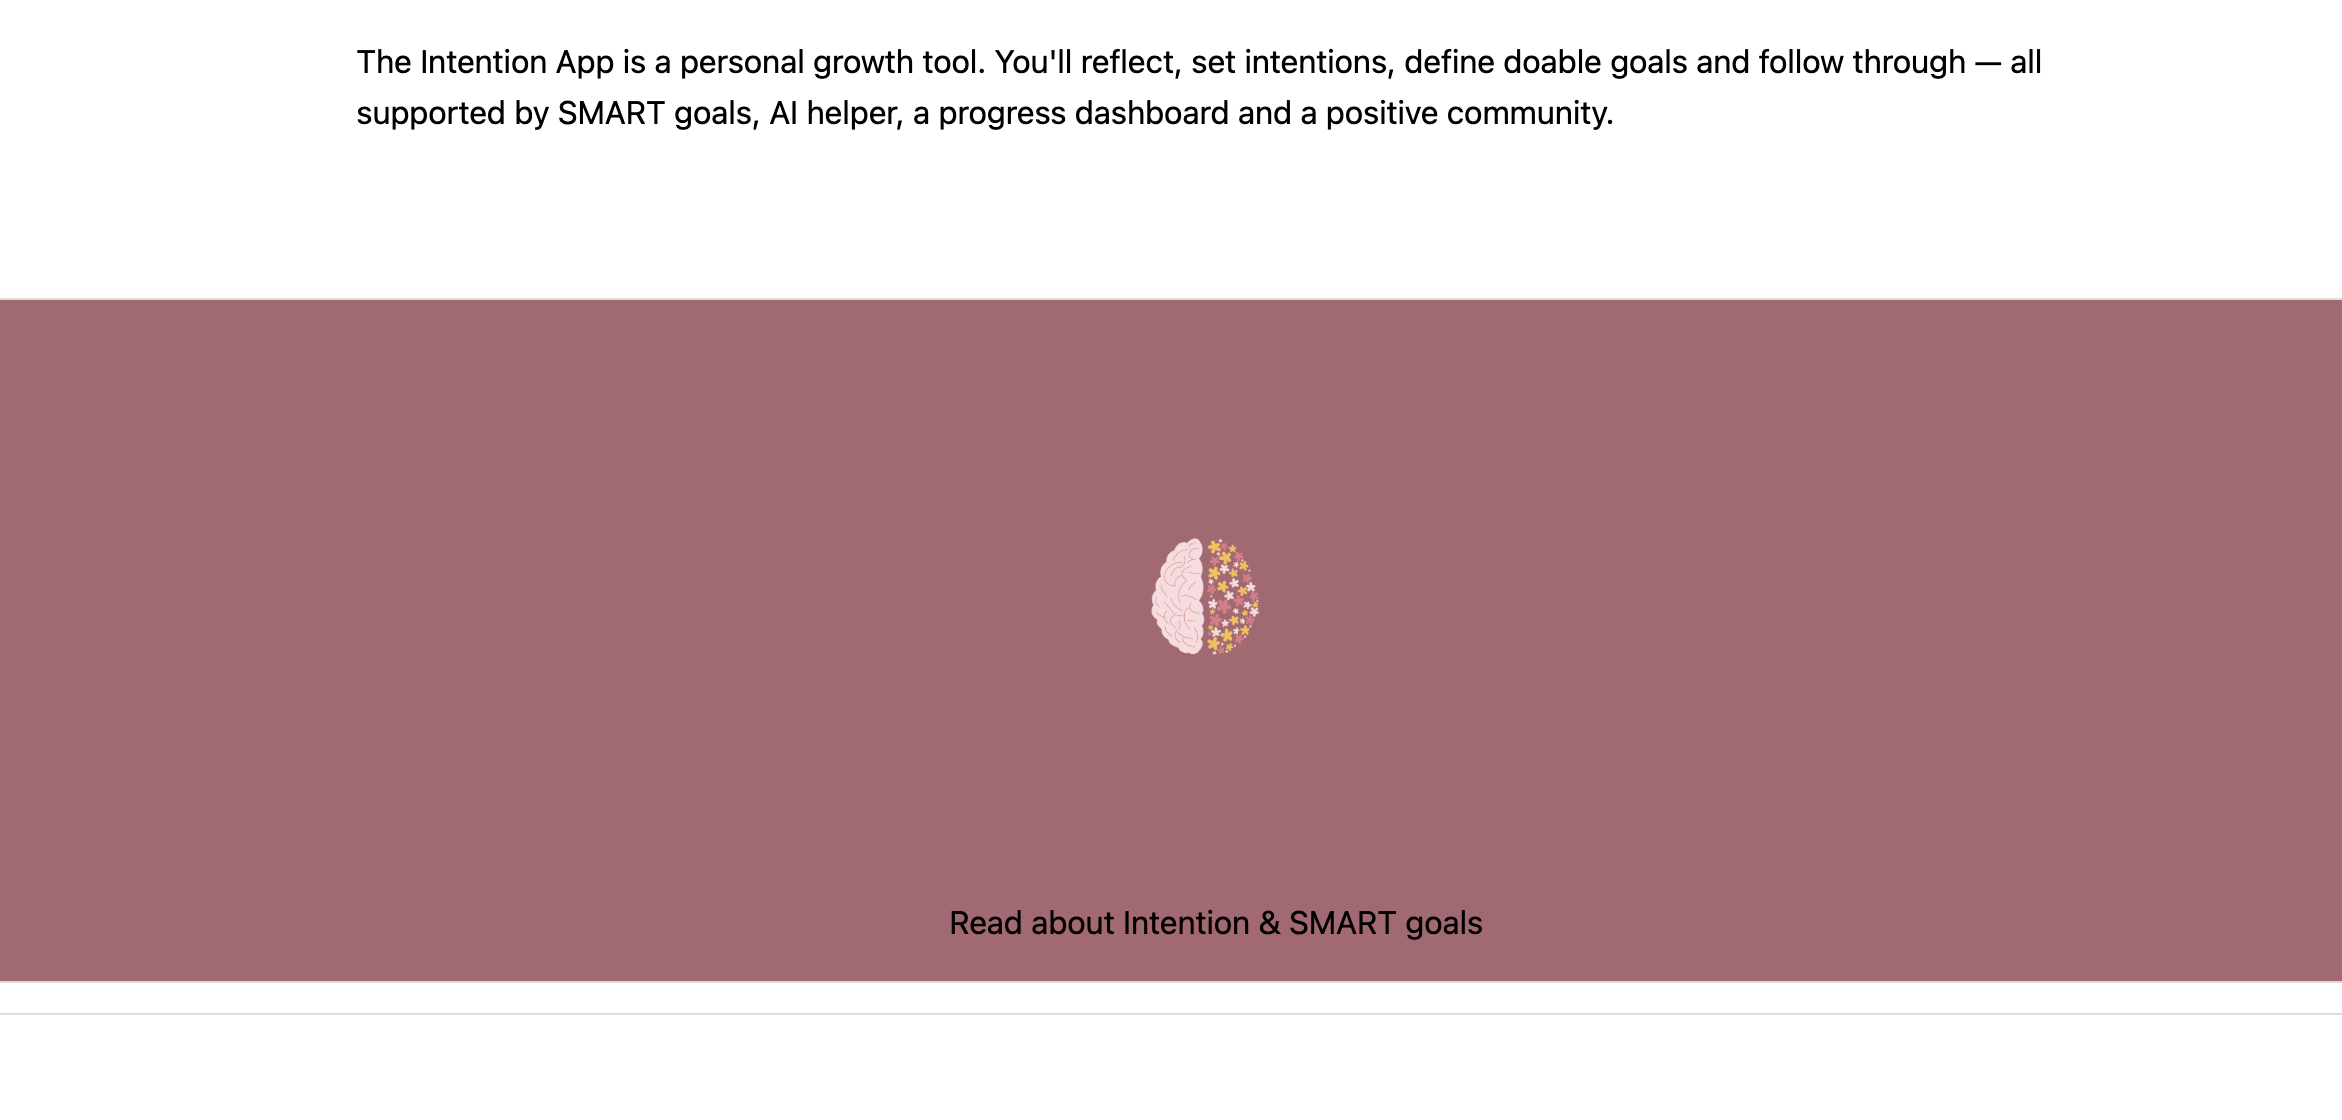 The Intention App is a personal growth tool. You'll reflect, set intentions, define doable goals and follow through — all
supported by SMART goals, AI helper, a progress dashboard and a positive community.
Read about Intention & SMART goals